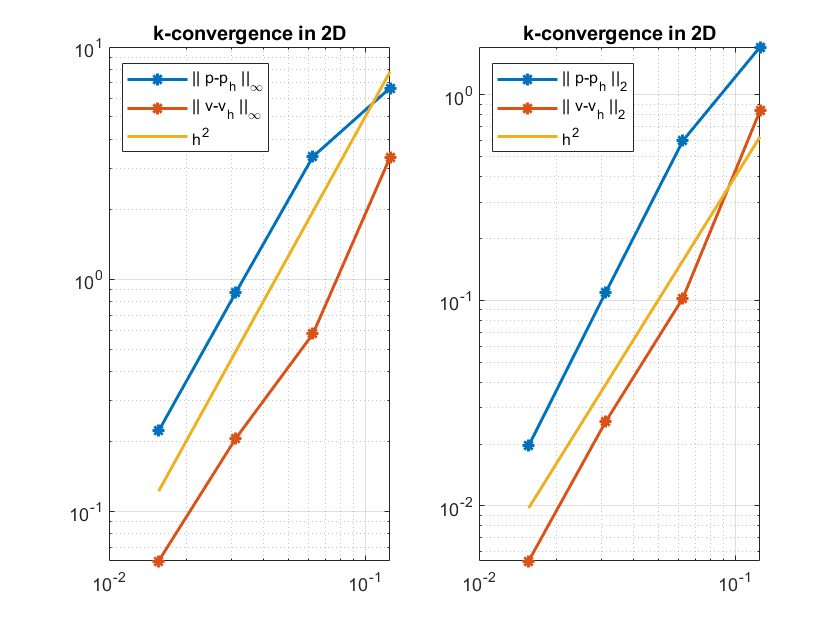 k-convergence in 2D
|| p-p_h ||_∞
|| v-v_h ||_∞
h^2
10^1
10^0
10^-1
10^-2
10^-1
k-convergence in 2D
|| p-p_h ||_2
|| v-v_h ||_2
h^2
10^0
10^-1
10^-2
10^-2
10^-1